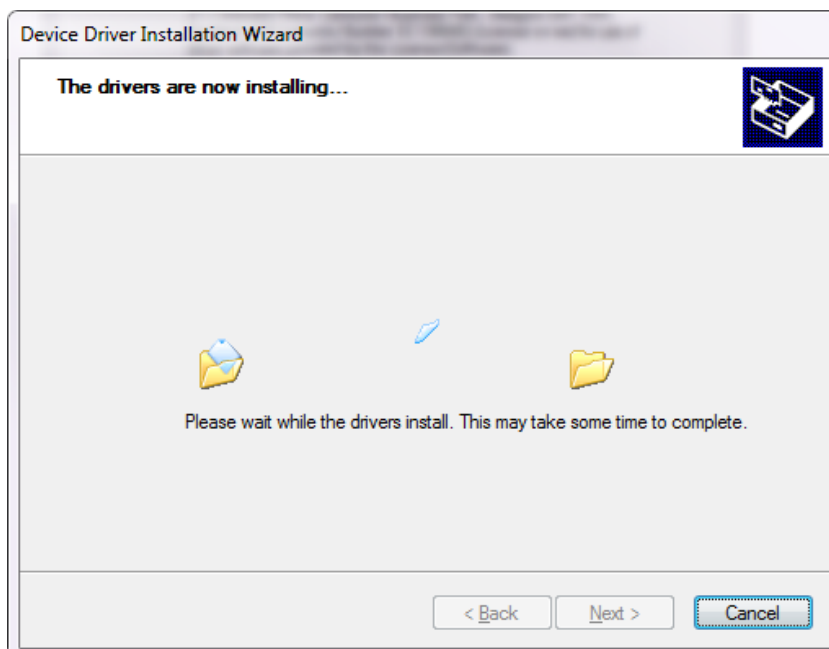 Device Driver Installation Wizard
The drivers are now installing...
Please wait while the drivers install. This may take some time to complete.
< Back
Next >
Cancel